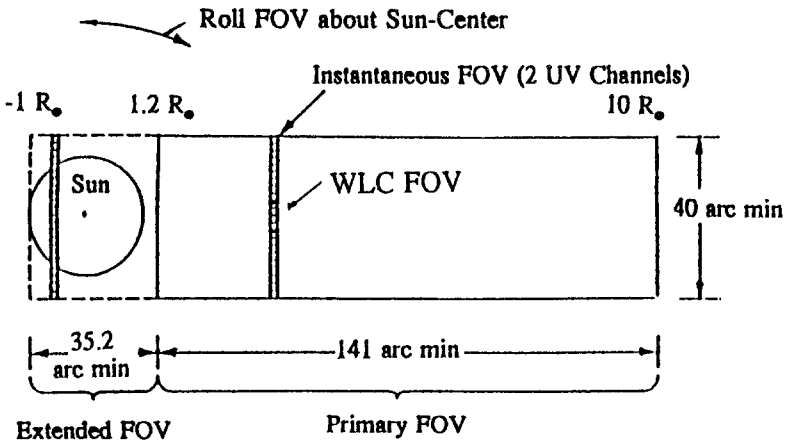 Roll FOV about Sun-Center
Instantaneous FOV (2 UV Channels)
-1 R⊙
1.2 R⊙
10 R⊙
Sun
WLC FOV
40 arc min
35.2
arc min
141 arc min
Extended FOV
Primary FOV